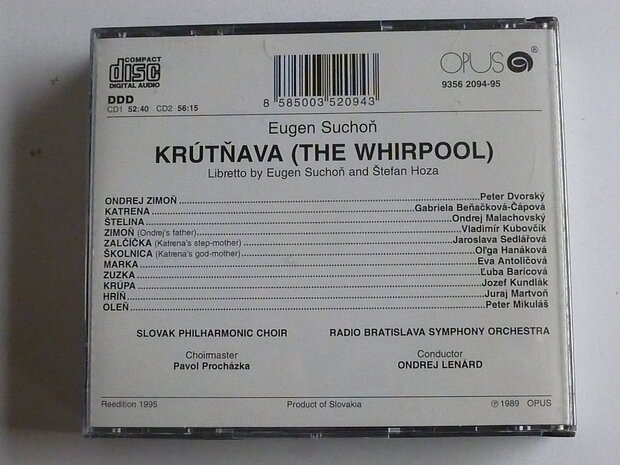 COMPACT
disc
DIGITAL AUDIO
DDD
CD1 52:40 CD2 56:15
8 585003 520943
OPUS ®
9356 2094-95
Eugen Suchoň
KRÚTŇAVA (THE WHIRPOOL)
Libretto by Eugen Suchoň and Štefan Hoza
ONDREJ ZIMOŇ Peter Dvorský
KATRENA Gabriela Beňačková-Čápová
ŠTELINA Ondrej Malachovský
ZIMOŇ (Ondrej's father) Vladimír Kubovčík
ZALČÍČKA (Katrena's step-mother) Jaroslava Sedlářová
ŠKOLNICA (Katrena's god-mother) Oľga Hanáková
MARKA Eva Antoličová
ZUZKA Ľuba Baricová
KRÚPA Jozef Kundlák
HRÍŇ Juraj Martvoň
OLEŇ Peter Mikuláš
SLOVAK PHILHARMONIC CHOIR RADIO BRATISLAVA SYMPHONY ORCHESTRA
Choirmaster Conductor
Pavol Procházka ONDREJ LENÁRD
Reedition 1995 Product of Slovakia ℗ 1989 OPUS